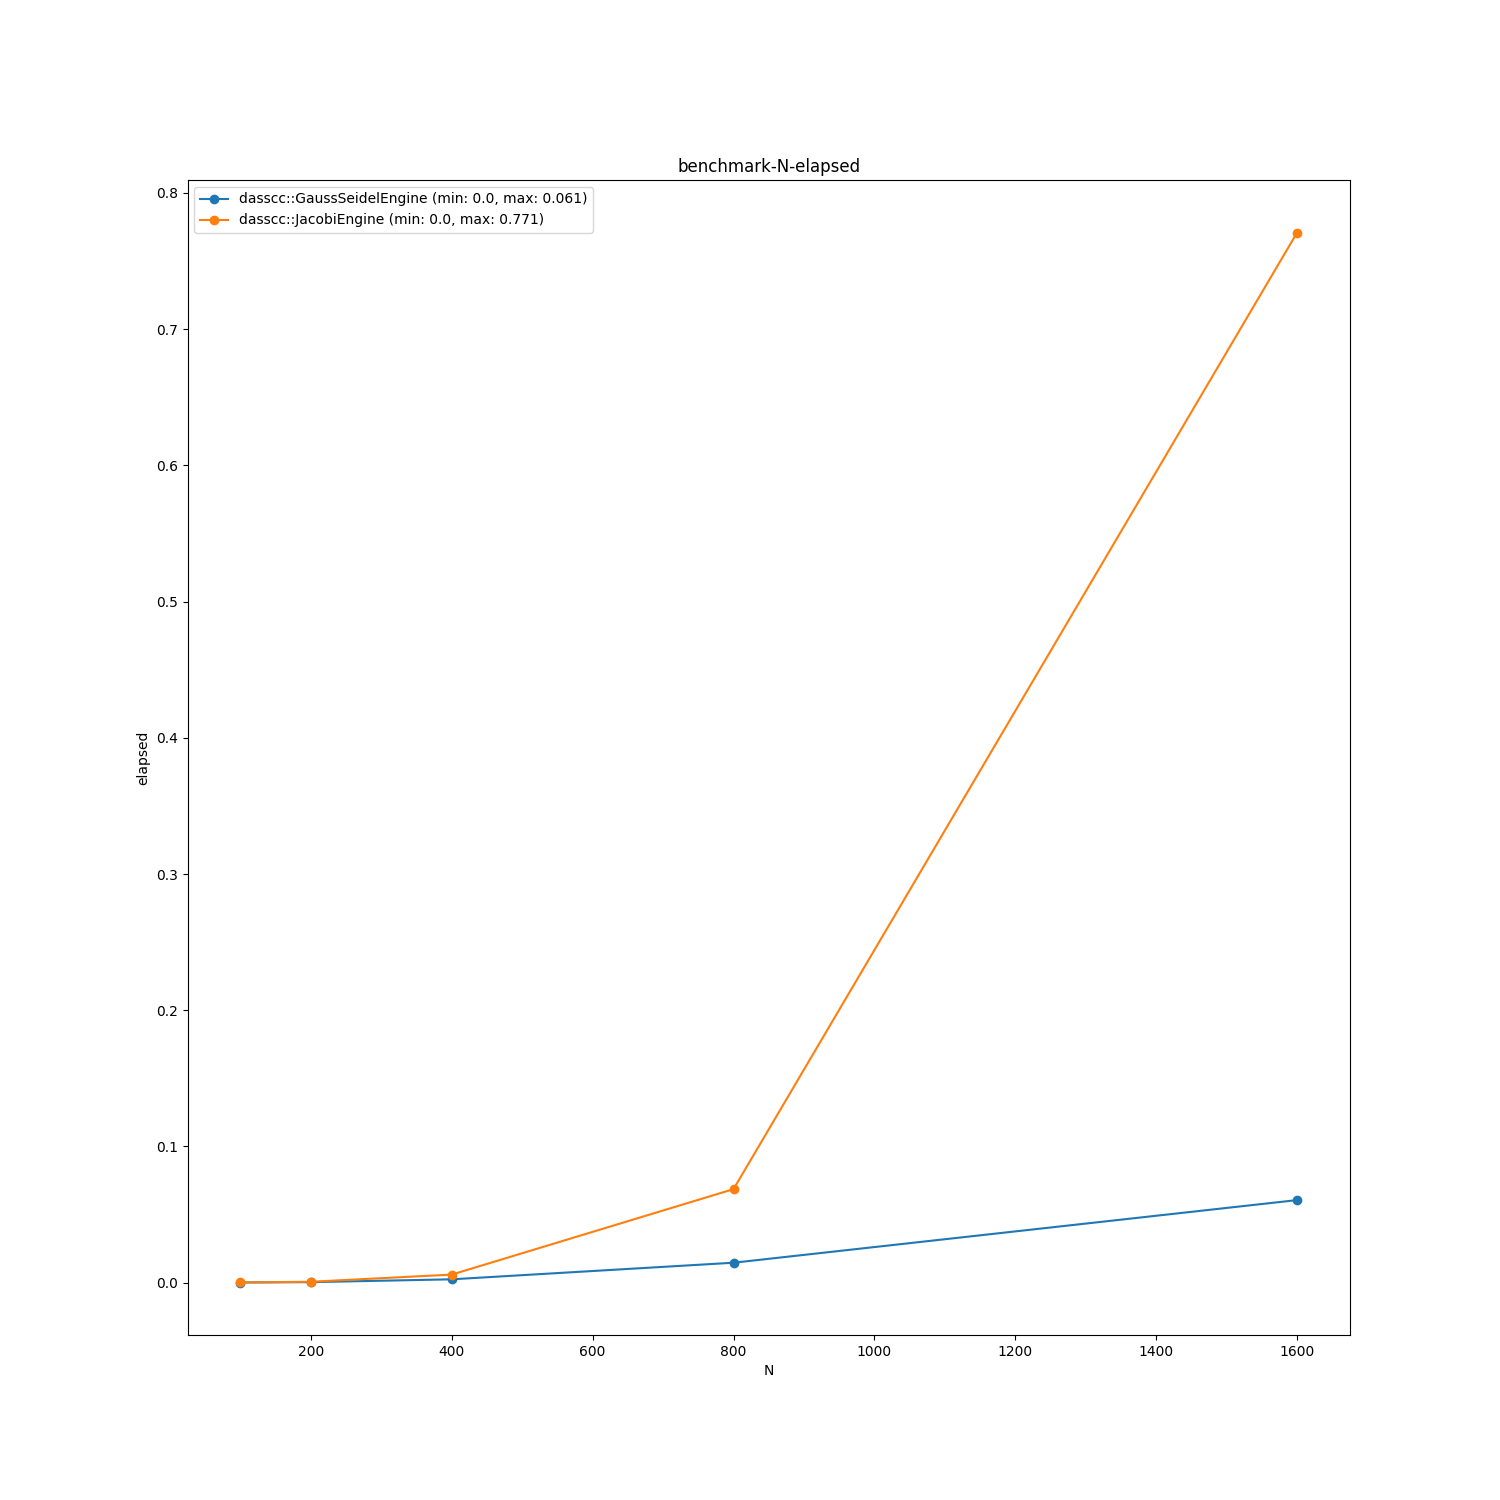 benchmark-N-elapsed
dasscc::GaussSeidelEngine (min: 0.0, max: 0.061)
dasscc::JacobiEngine (min: 0.0, max: 0.771)
0.8
0.7
0.6
0.5
0.4
0.3
0.2
0.1
0.0
elapsed
200 400 600 800 1000 1200 1400 1600
N